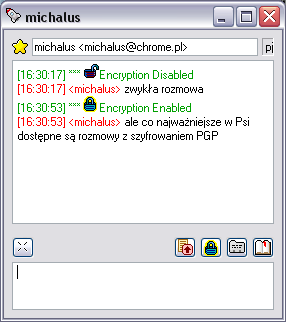 michalus
michalus <michalus@chrome.pl>
[16:30:17] *** Encryption Disabled
[16:30:17] <michalus> zwykła rozmowa
[16:30:53] *** Encryption Enabled
[16:30:53] <michalus> ale co najważniejsze w Psi
dostępne są rozmowy z szyfrowaniem PGP